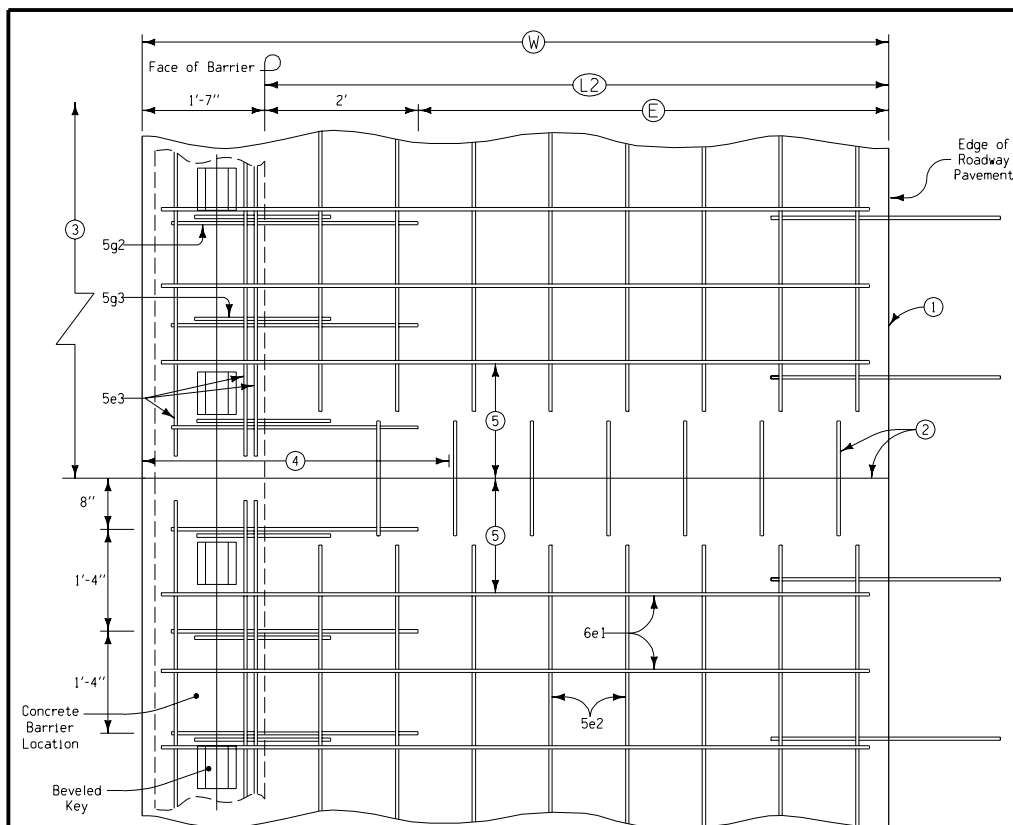 W
Face of Barrier
L2
1'-7"
2'
E
Edge of
Roadway
Pavement
3
5g2
5g3
1
5e3
5
2
4
8"
5
1'-4"
6e1
1'-4"
5e2
Concrete
Barrier
Location
Beveled
Key